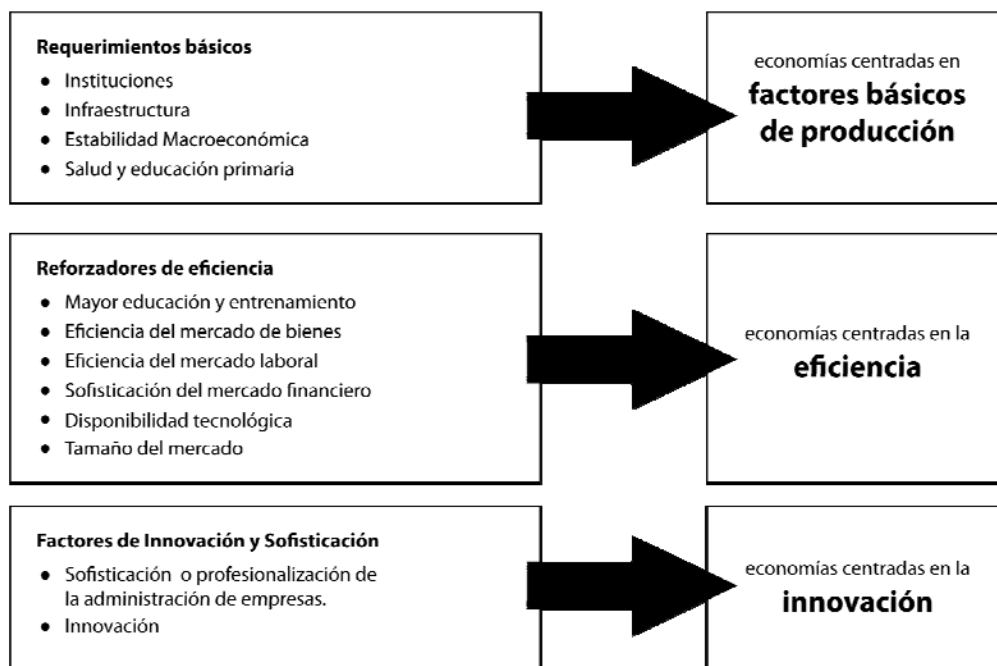 Requerimientos básicos
● Instituciones
● Infraestructura
● Estabilidad Macroeconómica
● Salud y educación primaria
economías centradas en
factores básicos
de producción
Reforzadores de eficiencia
● Mayor educación y entrenamiento
● Eficiencia del mercado de bienes
● Eficiencia del mercado laboral
● Sofisticación del mercado financiero
● Disponibilidad tecnológica
● Tamaño del mercado
economías centradas en la
eficiencia
Factores de Innovación y Sofisticación
● Sofisticación o profesionalización de
la administración de empresas.
● Innovación
economías centradas en la
innovación